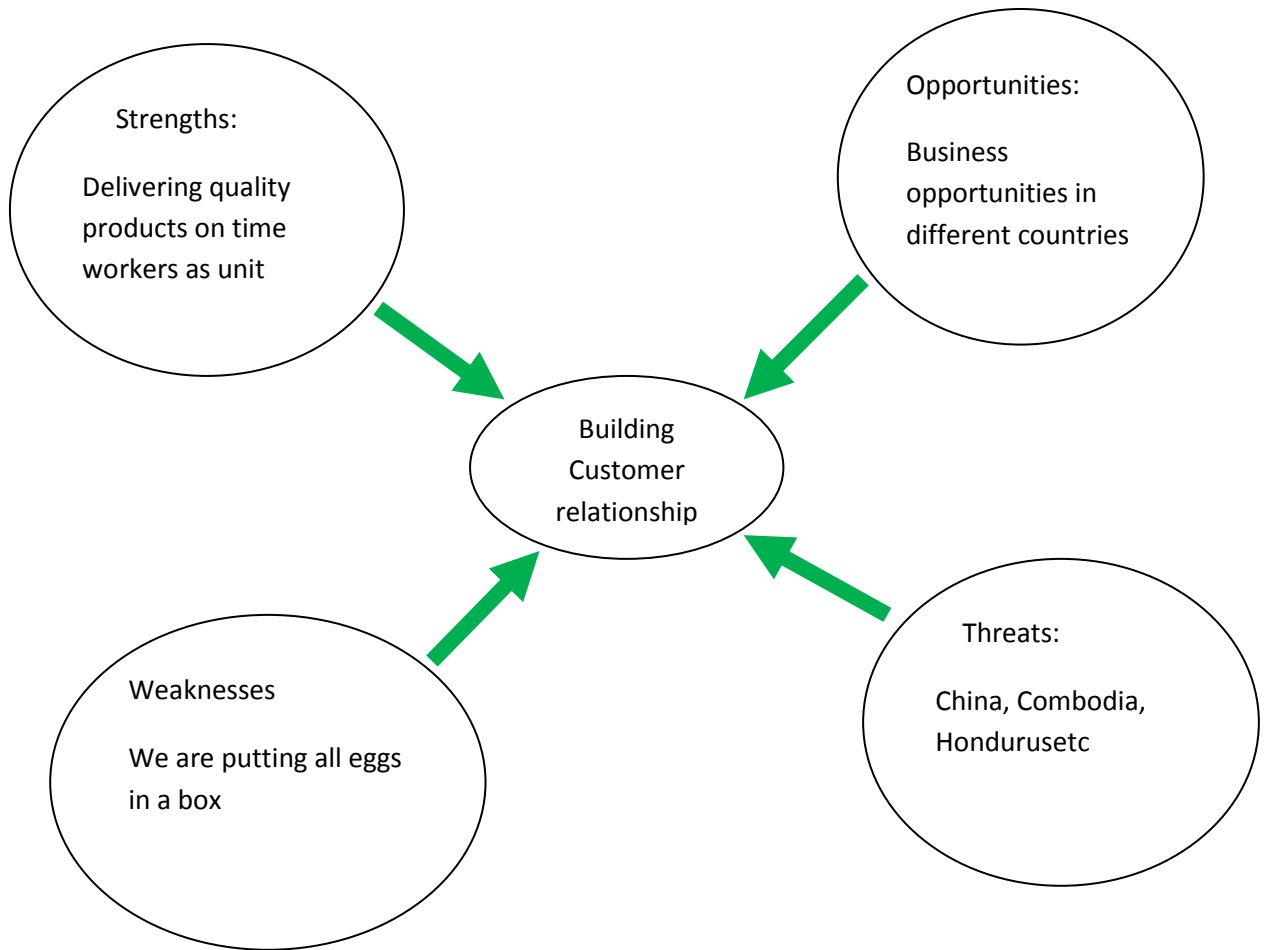 Strengths:
Delivering quality
products on time
workers as unit
Opportunities:
Business
opportunities in
different countries
Building
Customer
relationship
Weaknesses
We are putting all eggs
in a box
Threats:
China, Combodia,
Hondurusetc